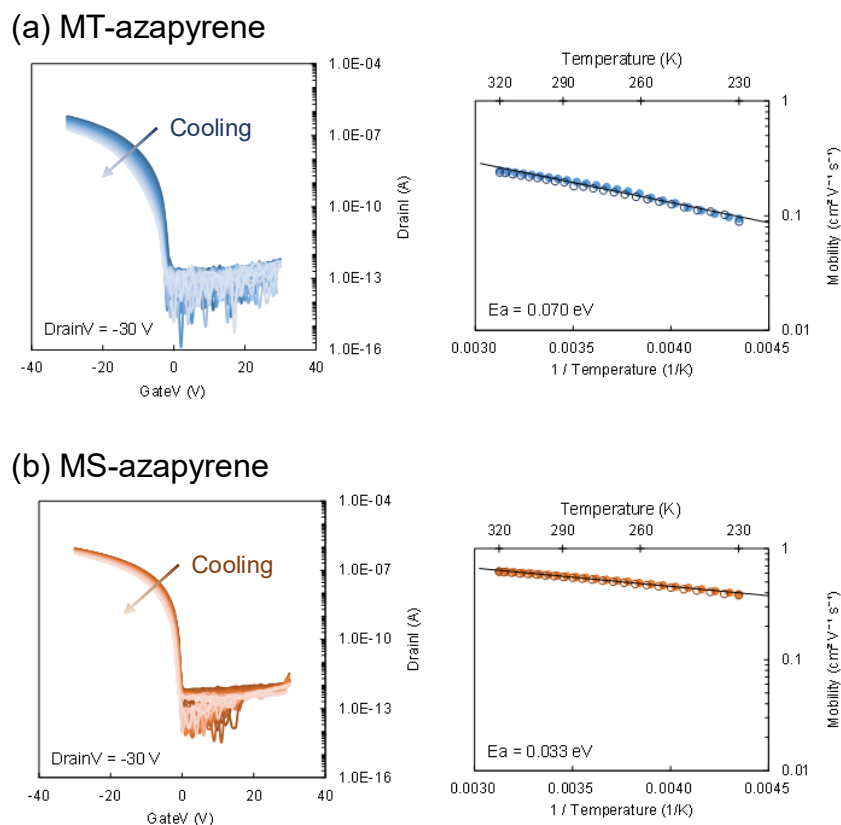 (a) MT-azapyrene
1.0E-04
1.0E-07
1.0E-10
1.0E-13
1.0E-16
DrainI (A)
Cooling
DrainV = -30 V
-40
-20
0
20
40
GateV (V)
Temperature (K)
320
290
260
230
1
0.1
0.01
Mobility (cm² V⁻¹ s⁻¹)
Ea = 0.070 eV
0.0030
0.0035
0.0040
0.0045
1 / Temperature (1/K)
(b) MS-azapyrene
1.0E-04
1.0E-07
1.0E-10
1.0E-13
1.0E-16
DrainI (A)
Cooling
DrainV = -30 V
-40
-20
0
20
40
GateV (V)
Temperature (K)
320
290
260
230
1
0.1
0.01
Mobility (cm² V⁻¹ s⁻¹)
Ea = 0.033 eV
0.0030
0.0035
0.0040
0.0045
1 / Temperature (1/K)